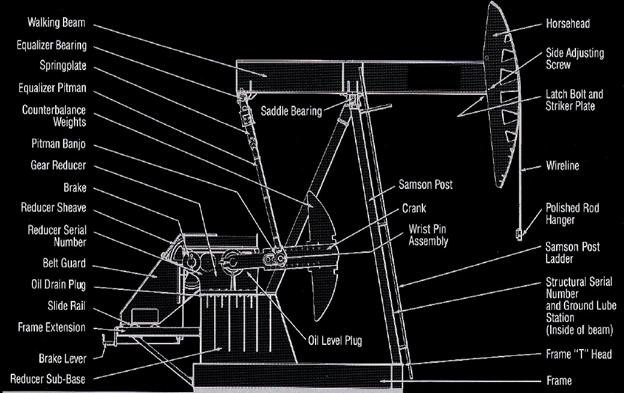 Walking Beam
Equalizer Bearing
Springplate
Equalizer Pitman
Counterbalance
Weights
Pitman Banjo
Gear Reducer
Brake
Reducer Sheave
Reducer Serial
Number
Belt Guard
Oil Drain Plug
Slide Rail
Frame Extension
Brake Lever
Reducer Sub-Base
Saddle Bearing
Samson Post
Crank
Wrist Pin
Assembly
Oil Level Plug
Horsehead
Side Adjusting
Screw
Latch Bolt and
Striker Plate
Wireline
Polished Rod
Hanger
Samson Post
Ladder
Structural Serial
Number
and Ground Lube
Station
(Inside of beam)
Frame "T" Head
Frame